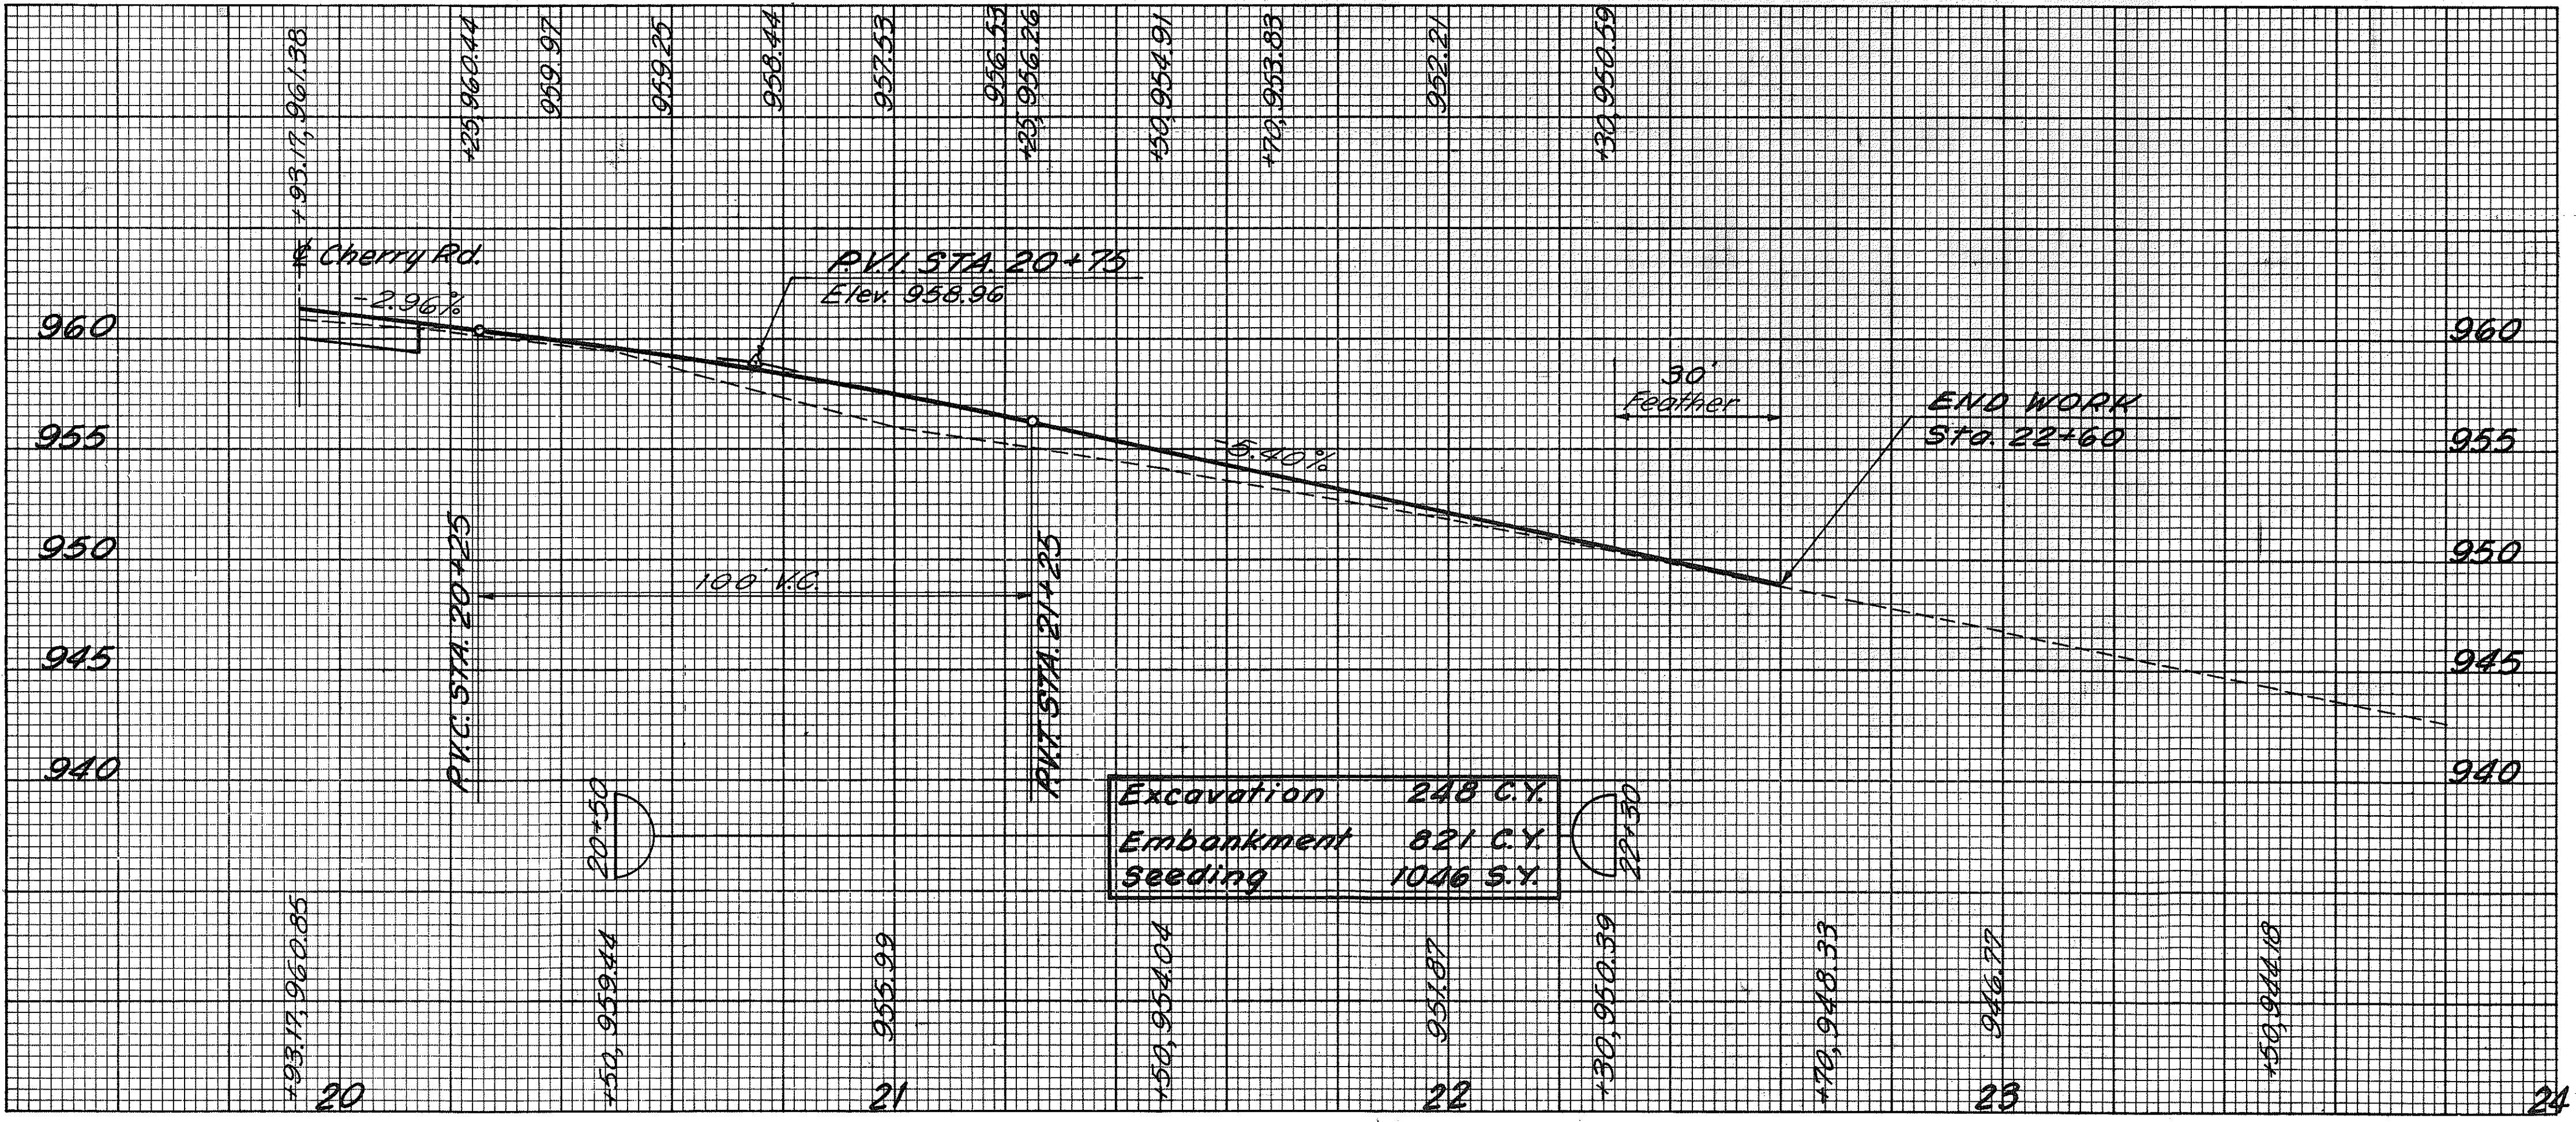 +93.17, 961.38
+25, 960.44
959.97
959.25
958.44
957.53
956.53
+25, 956.26
+50, 954.91
+70, 953.83
952.21
+30, 950.59
℄ Cherry Rd.
-2.96%
P.V.I. STA. 20+75
Elev. 958.96
960
960
30'
Feather
END WORK
Sta. 22+60
955
955
-5.40%
950
950
P.V.C. STA. 20+25
100' V.C.
P.V.T. STA. 21+25
945
945
940
940
20+50
Excavation 248 C.Y.
Embankment 821 C.Y.
Seeding 1046 S.Y.
22+30
+93.17, 960.85
+50, 959.44
955.99
+50, 954.04
951.87
+30, 950.39
+70, 948.33
946.77
+50, 944.18
20 21 22 23 24